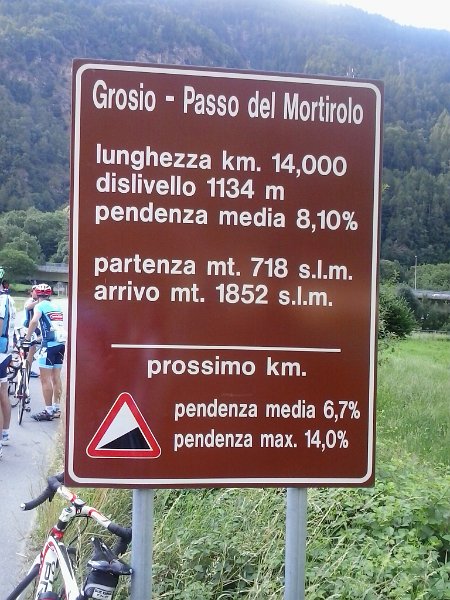 Grosio - Passo del Mortirolo
lunghezza km. 14,000
dislivello 1134 m
pendenza media 8,10%
partenza mt. 718 s.l.m.
arrivo mt. 1852 s.l.m.
prossimo km.
pendenza media 6,7%
pendenza max. 14,0%